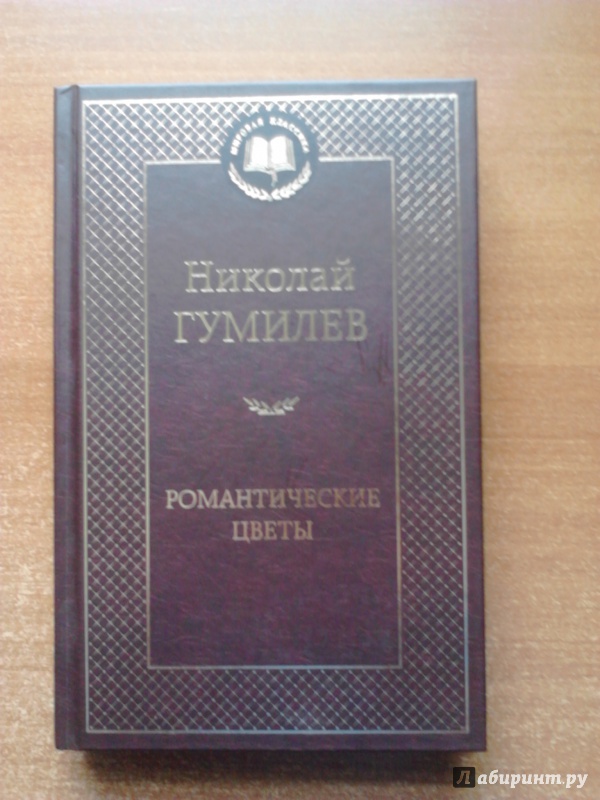 МИРОВАЯ КЛАССИКА
Николай
ГУМИЛЕВ
РОМАНТИЧЕСКИЕ
ЦВЕТЫ
Лабиринт.ру